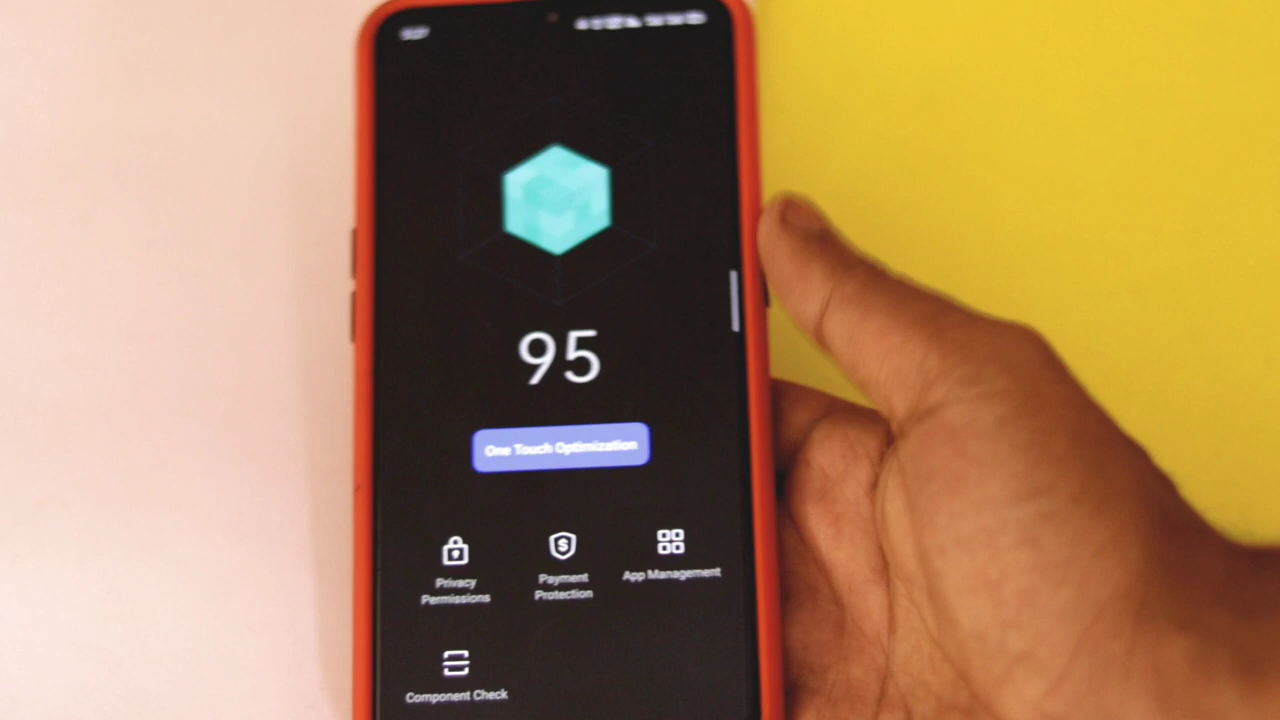 95
One Touch Optimization
Privacy
Permissions
Payment
Protection
App Management
Component Check